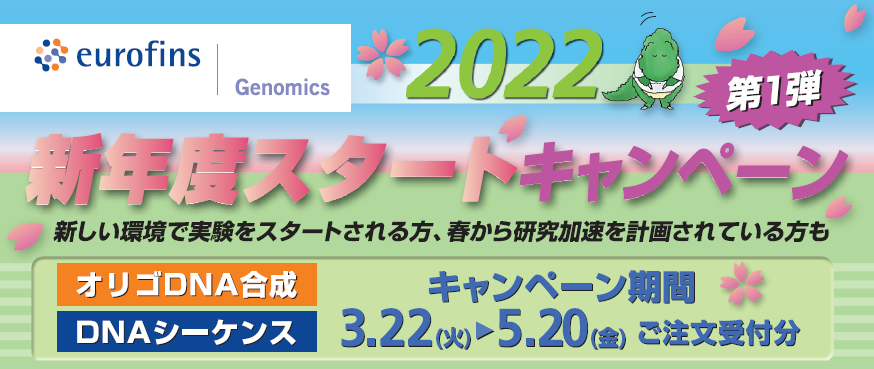 eurofins
Genomics
2022
第1弾
新年度スタートキャンペーン
新しい環境で実験をスタートされる方、春から研究加速を計画されている方も
オリゴDNA合成
DNAシーケンス
キャンペーン期間
3.22(火)▶5.20(金) ご注文受付分